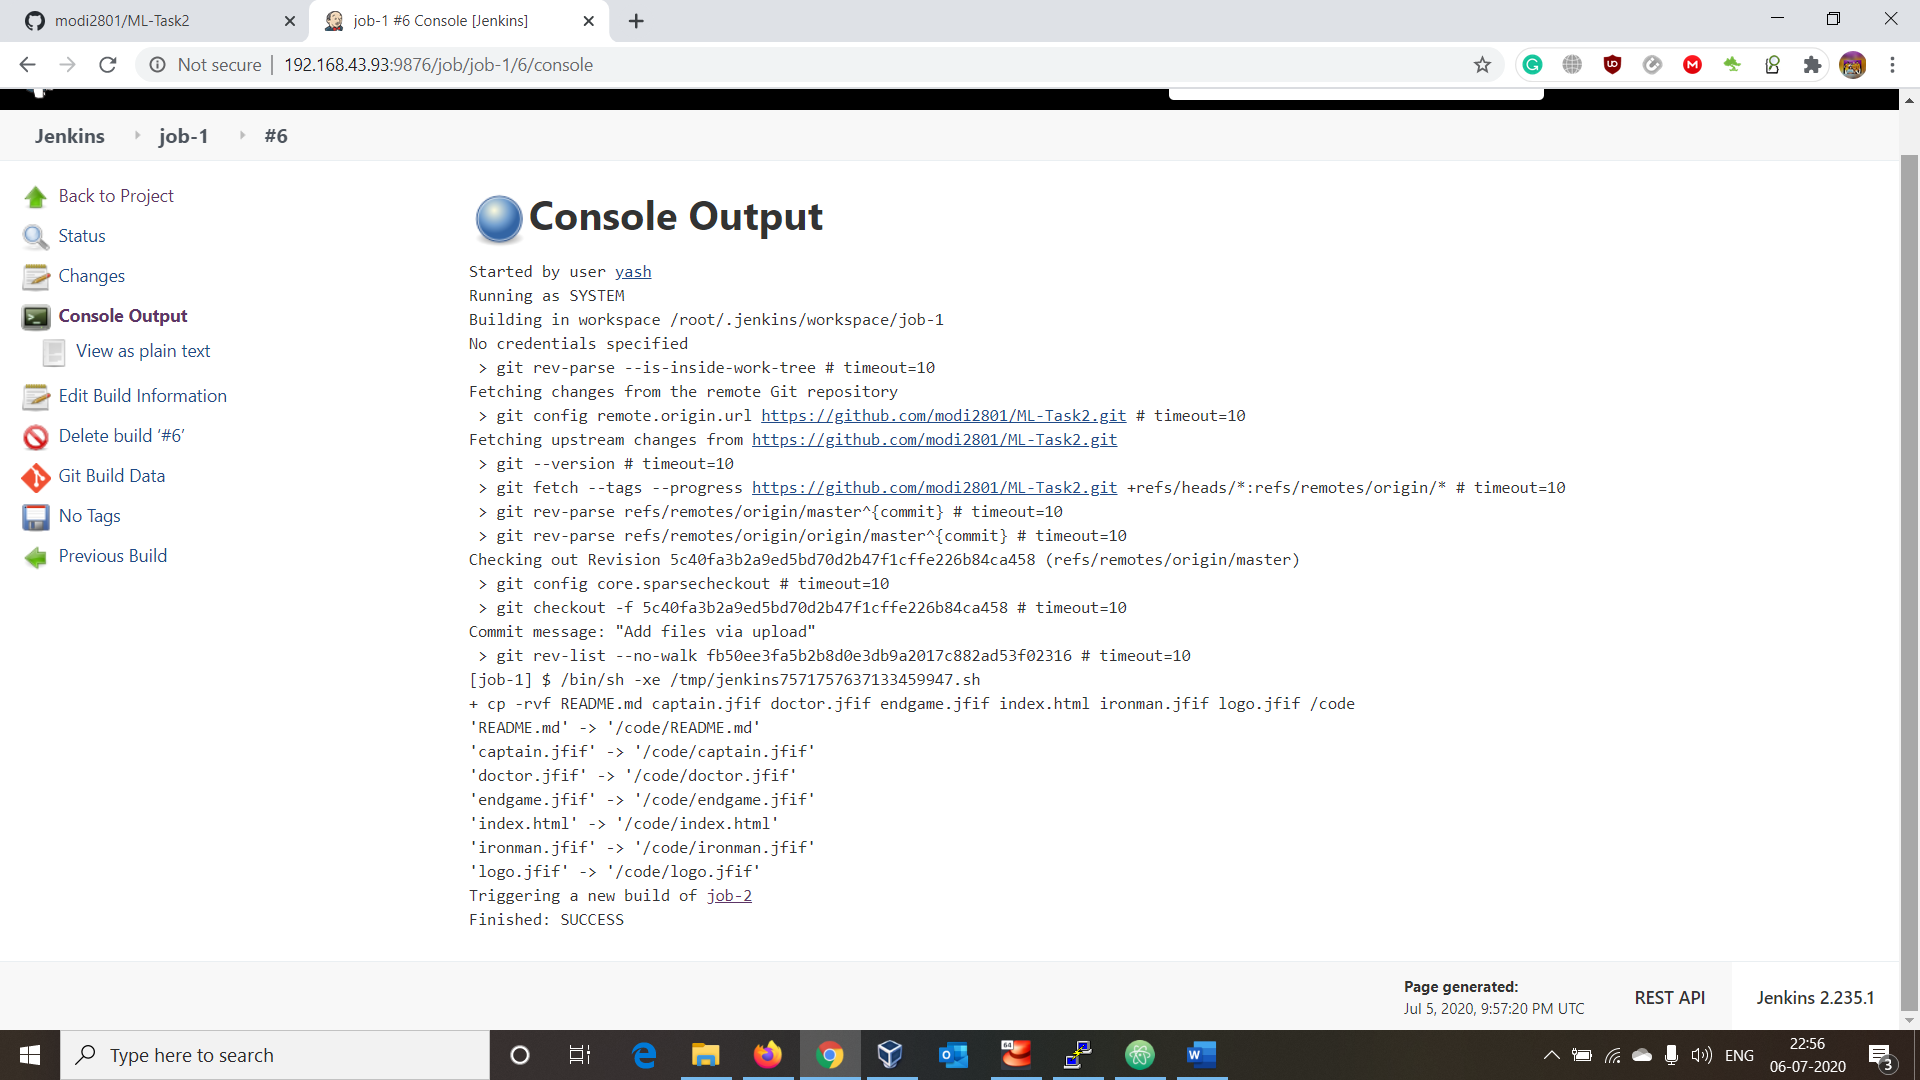 modi2801/ML-Task2
job-1 #6 Console [Jenkins]
Not secure
192.168.43.93:9876/job/job-1/6/console
Jenkins
job-1
#6
Back to Project
Status
Changes
Console Output
View as plain text
Edit Build Information
Delete build ‘#6’
Git Build Data
No Tags
Previous Build
Console Output
Started by user yash
Running as SYSTEM
Building in workspace /root/.jenkins/workspace/job-1
No credentials specified
> git rev-parse --is-inside-work-tree # timeout=10
Fetching changes from the remote Git repository
> git config remote.origin.url https://github.com/modi2801/ML-Task2.git # timeout=10
Fetching upstream changes from https://github.com/modi2801/ML-Task2.git
> git --version # timeout=10
> git fetch --tags --progress https://github.com/modi2801/ML-Task2.git +refs/heads/*:refs/remotes/origin/* # timeout=10
> git rev-parse refs/remotes/origin/master^{commit} # timeout=10
> git rev-parse refs/remotes/origin/origin/master^{commit} # timeout=10
Checking out Revision 5c40fa3b2a9ed5bd70d2b47f1cffe226b84ca458 (refs/remotes/origin/master)
> git config core.sparsecheckout # timeout=10
> git checkout -f 5c40fa3b2a9ed5bd70d2b47f1cffe226b84ca458 # timeout=10
Commit message: "Add files via upload"
> git rev-list --no-walk fb50ee3fa5b2b8d0e3db9a2017c882ad53f02316 # timeout=10
[job-1] $ /bin/sh -xe /tmp/jenkins7571757637133459947.sh
+ cp -rvf README.md captain.jfif doctor.jfif endgame.jfif index.html ironman.jfif logo.jfif /code
'README.md' -> '/code/README.md'
'captain.jfif' -> '/code/captain.jfif'
'doctor.jfif' -> '/code/doctor.jfif'
'endgame.jfif' -> '/code/endgame.jfif'
'index.html' -> '/code/index.html'
'ironman.jfif' -> '/code/ironman.jfif'
'logo.jfif' -> '/code/logo.jfif'
Triggering a new build of job-2
Finished: SUCCESS
Page generated:
Jul 5, 2020, 9:57:20 PM UTC
REST API
Jenkins 2.235.1
Type here to search
ENG
22:56
06-07-2020
3